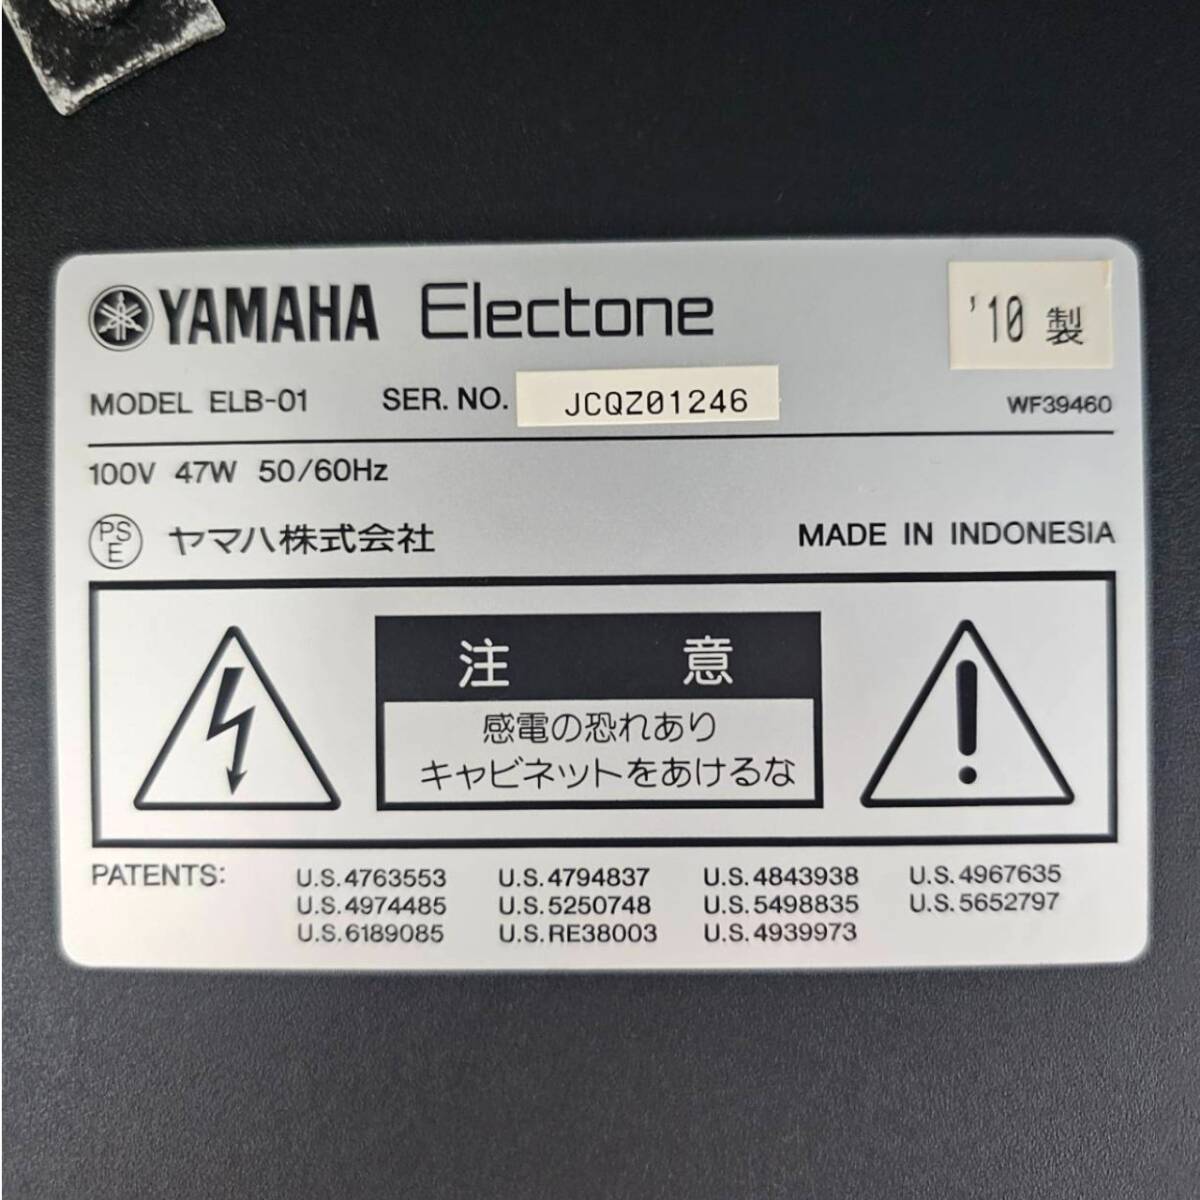 YAMAHA Electone '10 製
MODEL ELB-01 SER. NO. JCQZ01246 WF39460
100V 47W 50/60Hz
PSE ヤマハ株式会社 MADE IN INDONESIA
注 意
感電の恐れあり
キャビネットをあけるな
PATENTS: U.S.4763553 U.S.4794837 U.S.4843938 U.S.4967635
U.S.4974485 U.S.5250748 U.S.5498835 U.S.5652797
U.S.6189085 U.S.RE38003 U.S.4939973